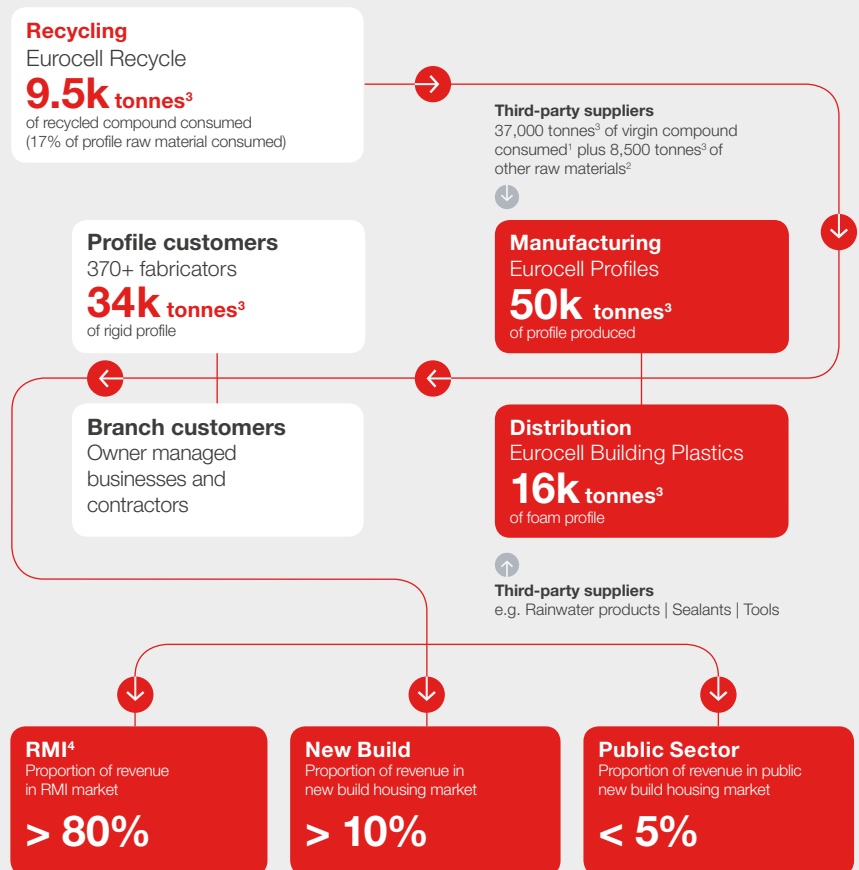 Recycling
Eurocell Recycle
9.5k tonnes³
of recycled compound consumed
(17% of profile raw material consumed)
Third-party suppliers
37,000 tonnes³ of virgin compound
consumed¹ plus 8,500 tonnes³ of
other raw materials²
Profile customers
370+ fabricators
34k tonnes³
of rigid profile
Manufacturing
Eurocell Profiles
50k tonnes³
of profile produced
Branch customers
Owner managed
businesses and
contractors
Distribution
Eurocell Building Plastics
16k tonnes³
of foam profile
Third-party suppliers
e.g. Rainwater products | Sealants | Tools
RMI⁴
Proportion of revenue
in RMI market
> 80%
New Build
Proportion of revenue in
new build housing market
> 10%
Public Sector
Proportion of revenue in public
new build housing market
< 5%